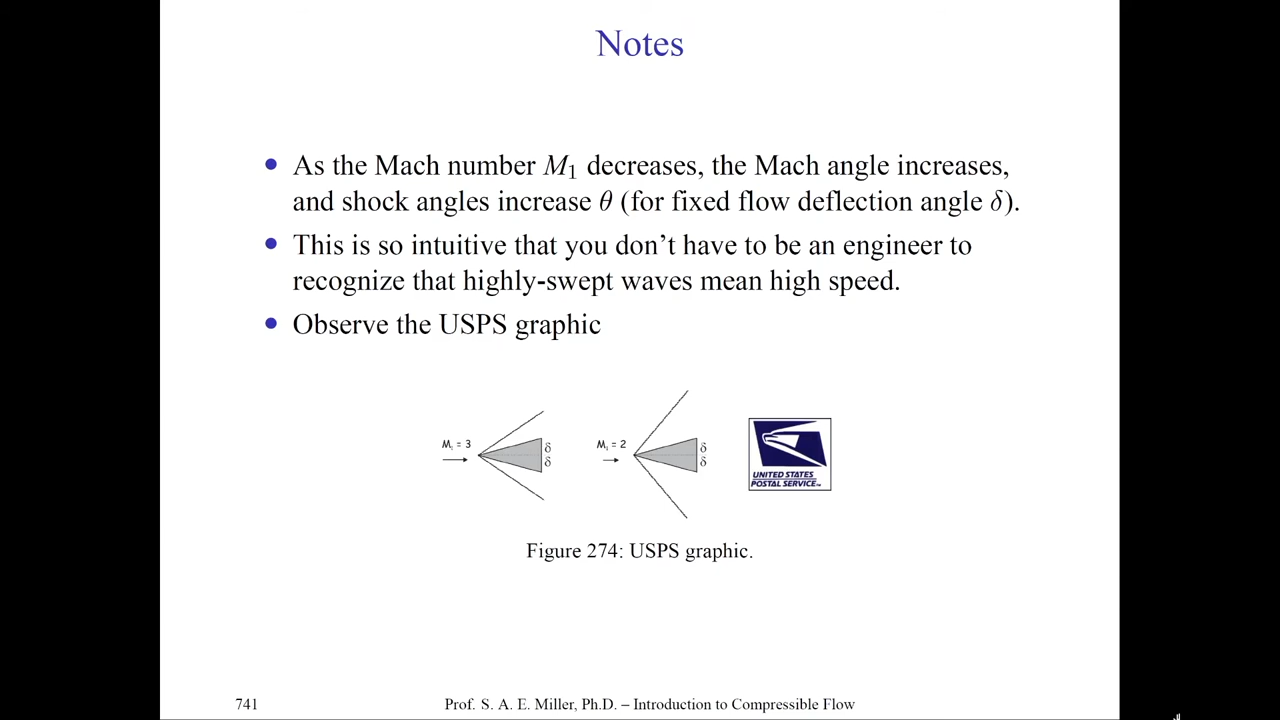 Notes
• As the Mach number M₁ decreases, the Mach angle increases,
and shock angles increase θ (for fixed flow deflection angle δ).
• This is so intuitive that you don’t have to be an engineer to
recognize that highly-swept waves mean high speed.
• Observe the USPS graphic
M₁ = 3
δ
δ
M₁ = 2
δ
δ
UNITED STATES
POSTAL SERVICE™
Figure 274: USPS graphic.
741 Prof. S. A. E. Miller, Ph.D. – Introduction to Compressible Flow